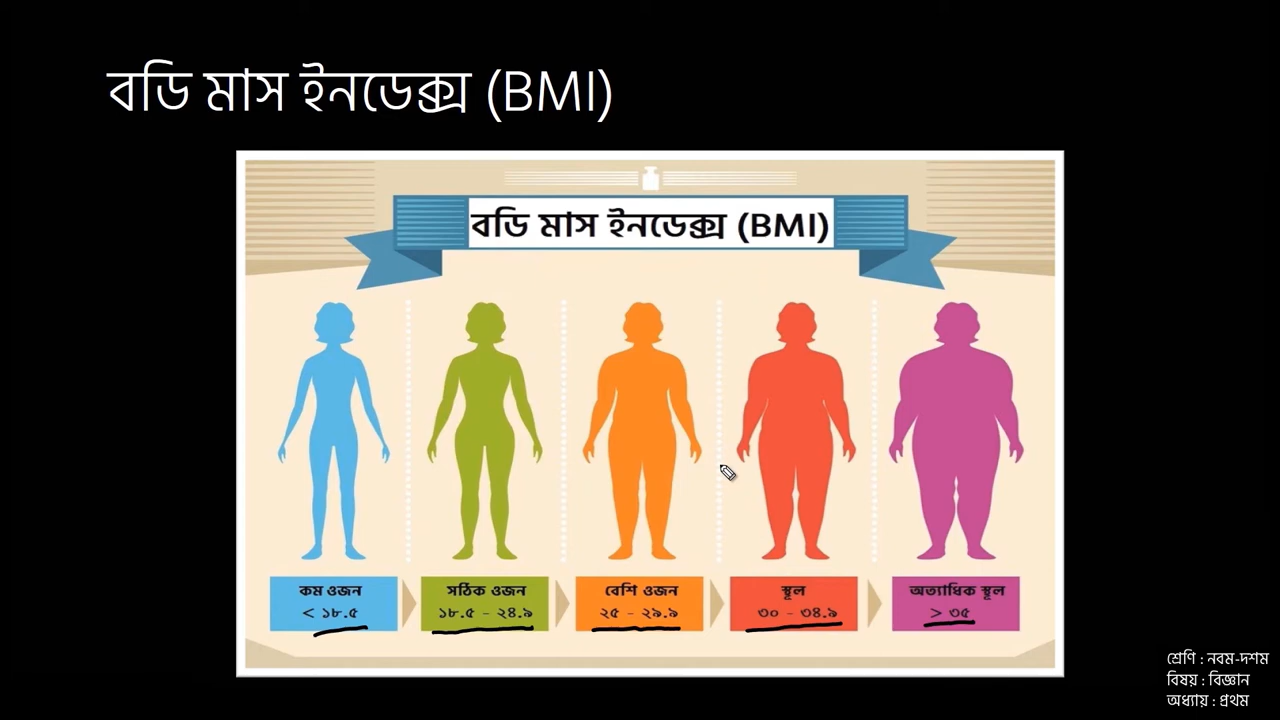 বডি মাস ইনডেক্স (BMI)
বডি মাস ইনডেক্স (BMI)
কম ওজন
< ১৮.৫
সঠিক ওজন
১৮.৫ - ২৪.৯
বেশি ওজন
২৫ - ২৯.৯
স্থূল
৩০ - ৩৪.৯
অত্যাধিক স্থূল
> ৩৫
শ্রেণি : নবম-দশম
বিষয় : বিজ্ঞান
অধ্যায় : প্রথম